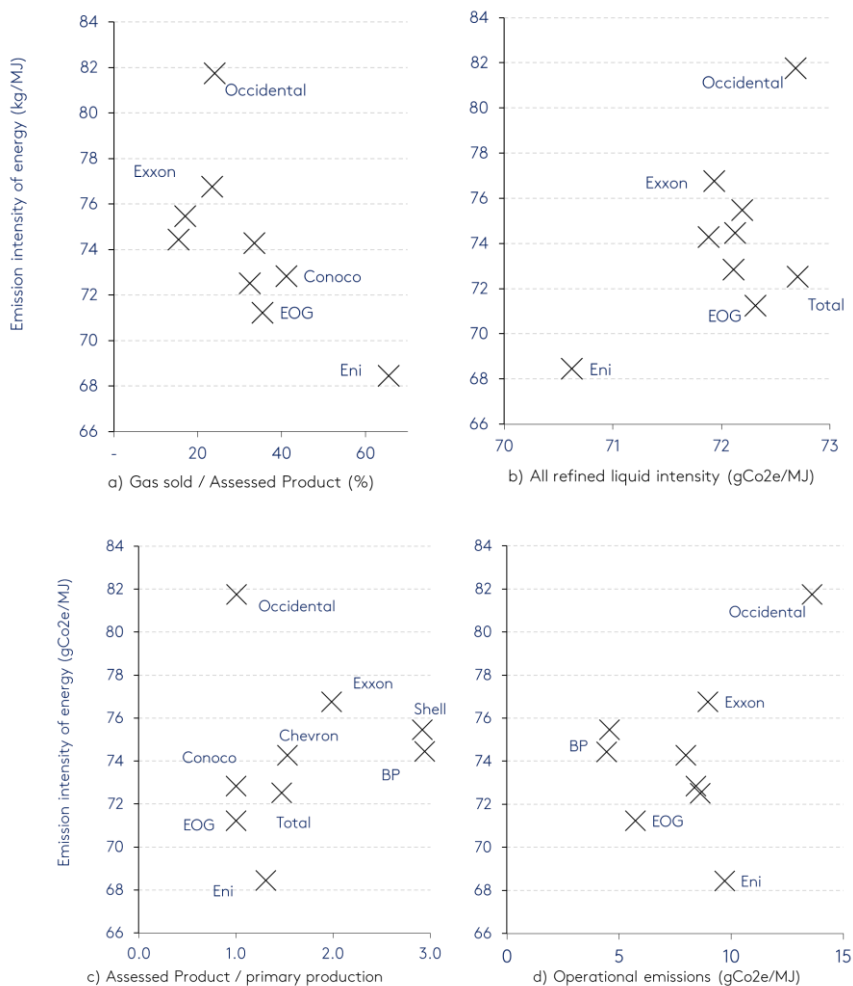 Emission intensity of energy (kg/MJ)
84
82
80
78
76
74
72
70
68
66
-
20
40
60
Occidental
Exxon
Conoco
EOG
Eni
a) Gas sold / Assessed Product (%)
84
82
80
78
76
74
72
70
68
66
70
71
72
73
Occidental
Exxon
EOG
Total
Eni
b) All refined liquid intensity (gCo2e/MJ)
Emission intensity of energy (gCo2e/MJ)
84
82
80
78
76
74
72
70
68
66
0.0
1.0
2.0
3.0
Occidental
Exxon
Shell
Chevron
Conoco
BP
EOG
Total
Eni
c) Assessed Product / primary production
84
82
80
78
76
74
72
70
68
66
0
5
10
15
Occidental
Exxon
BP
EOG
Eni
d) Operational emissions (gCo2e/MJ)